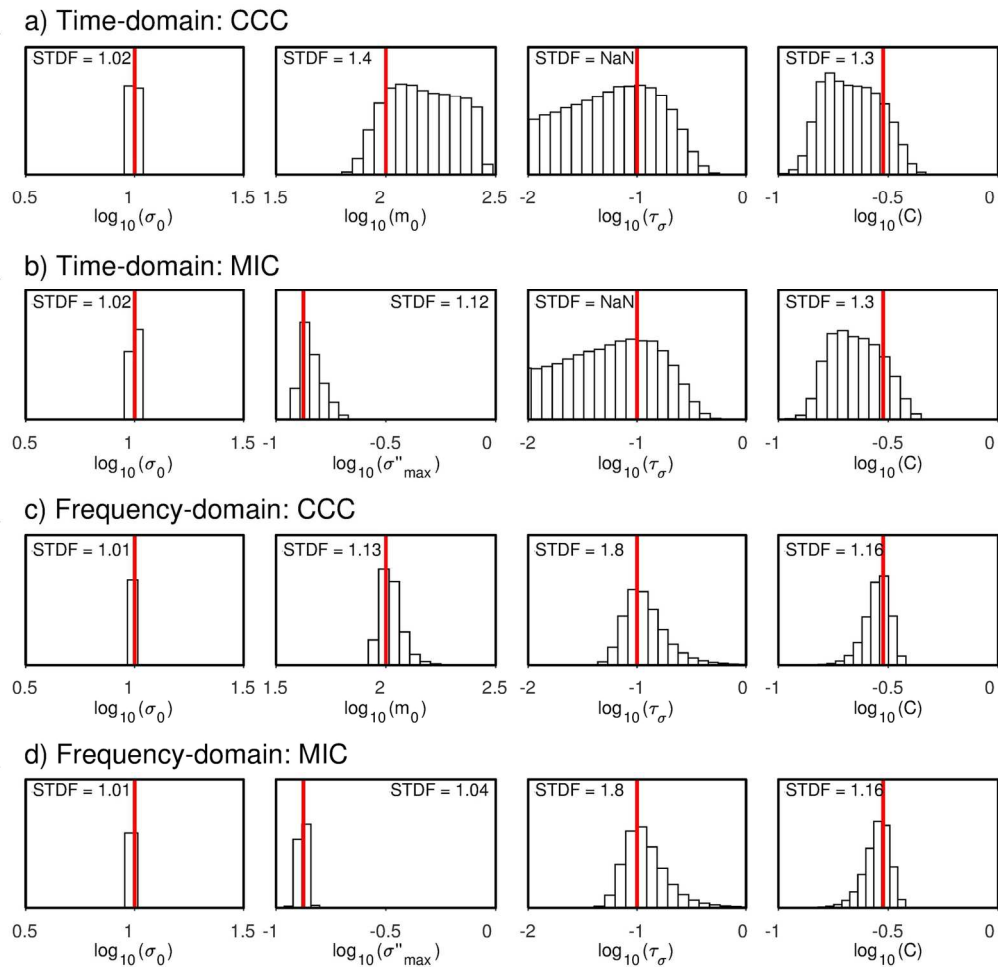 a) Time-domain: CCC
STDF = 1.02 STDF = 1.4 STDF = NaN STDF = 1.3
0.5 1 1.5 1.5 2 2.5 -2 -1 0 -1 -0.5 0
log₁₀(σ₀) log₁₀(m₀) log₁₀(τ_σ) log₁₀(C)
b) Time-domain: MIC
STDF = 1.02 STDF = 1.12 STDF = NaN STDF = 1.3
0.5 1 1.5 -1 -0.5 0 -2 -1 0 -1 -0.5 0
log₁₀(σ₀) log₁₀(σ''max) log₁₀(τ_σ) log₁₀(C)
c) Frequency-domain: CCC
STDF = 1.01 STDF = 1.13 STDF = 1.8 STDF = 1.16
0.5 1 1.5 1.5 2 2.5 -2 -1 0 -1 -0.5 0
log₁₀(σ₀) log₁₀(m₀) log₁₀(τ_σ) log₁₀(C)
d) Frequency-domain: MIC
STDF = 1.01 STDF = 1.04 STDF = 1.8 STDF = 1.16
0.5 1 1.5 -1 -0.5 0 -2 -1 0 -1 -0.5 0
log₁₀(σ₀) log₁₀(σ''max) log₁₀(τ_σ) log₁₀(C)